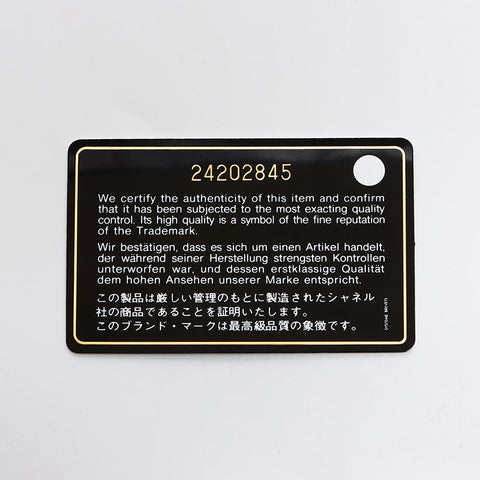 24202845
We certify the authenticity of this item and confirm
that it has been subjected to the most exacting quality
control. Its high quality is a symbol of the fine reputation
of the Trademark.
Wir bestätigen, dass es sich um einen Artikel handelt,
der während seiner Herstellung strengsten Kontrollen
unterworfen war, und dessen erstklassige Qualität
dem hohen Ansehen unserer Marke entspricht.
この製品は厳しい管理のもとに製造されたシャネル
社の商品であることを証明いたします。
このブランド・マークは最高級品質の象徴です。